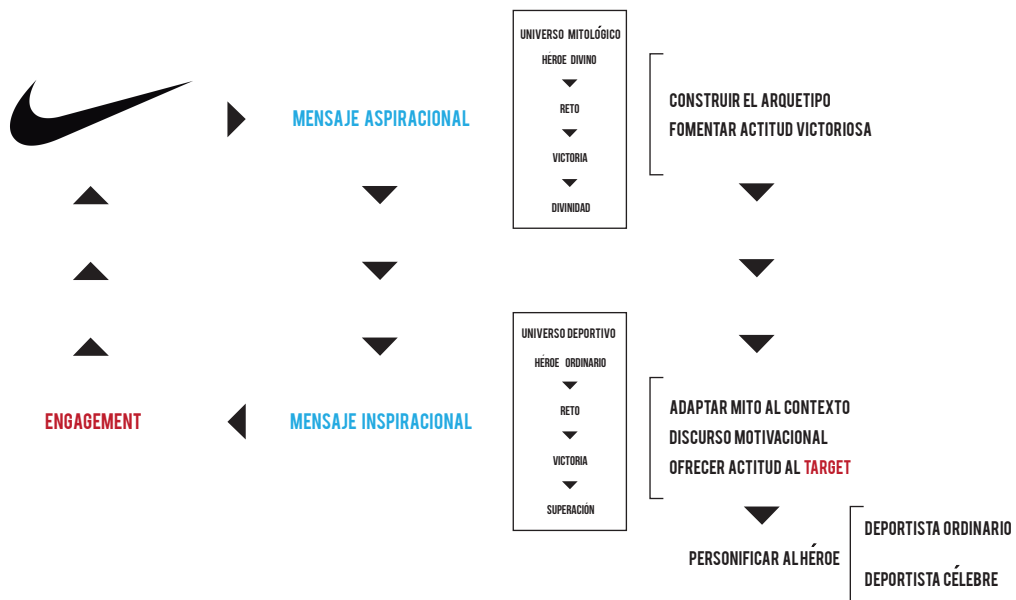 MENSAJE ASPIRACIONAL
UNIVERSO MITOLÓGICO
HÉROE DIVINO
RETO
VICTORIA
DIVINIDAD
CONSTRUIR EL ARQUETIPO
FOMENTAR ACTITUD VICTORIOSA
ENGAGEMENT
MENSAJE INSPIRACIONAL
UNIVERSO DEPORTIVO
HÉROE ORDINARIO
RETO
VICTORIA
SUPERACIÓN
ADAPTAR MITO AL CONTEXTO
DISCURSO MOTIVACIONAL
OFRECER ACTITUD AL TARGET
PERSONIFICAR AL HÉROE
DEPORTISTA ORDINARIO
DEPORTISTA CÉLEBRE